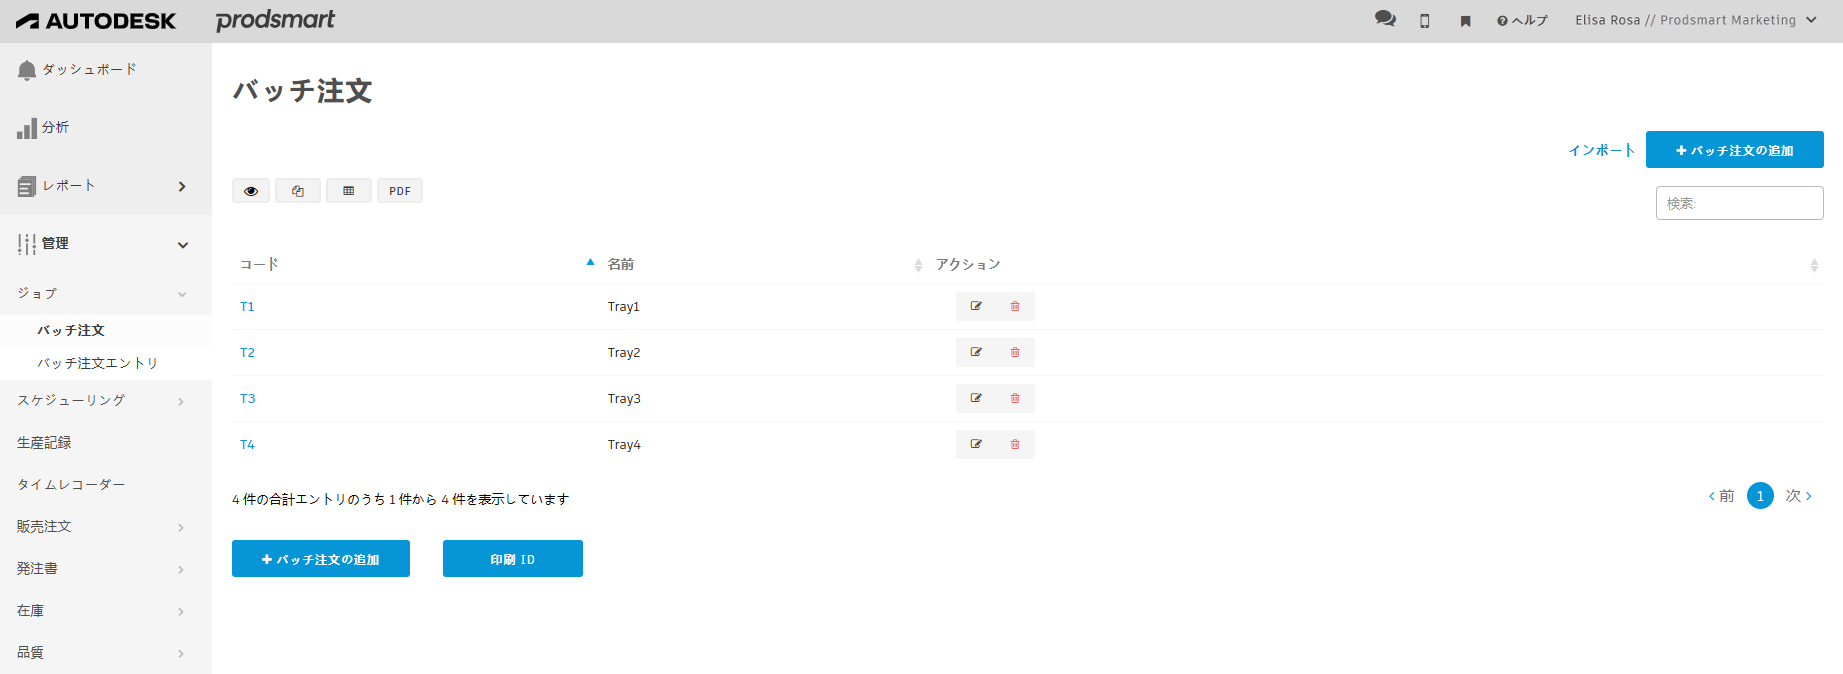 AUTODESK prodsmart
ヘルプ Elisa Rosa // Prodsmart Marketing
ダッシュボード
分析
レポート
管理
ジョブ
バッチ注文
バッチ注文エントリ
スケジューリング
生産記録
タイムレコーダー
販売注文
発注書
在庫
品質
バッチ注文
インポート + バッチ注文の追加
PDF
検索:
コード 名前 アクション
T1 Tray1
T2 Tray2
T3 Tray3
T4 Tray4
4 件の合計エントリのうち 1 件から 4 件を表示しています
前 1 次
+ バッチ注文の追加 印刷 ID